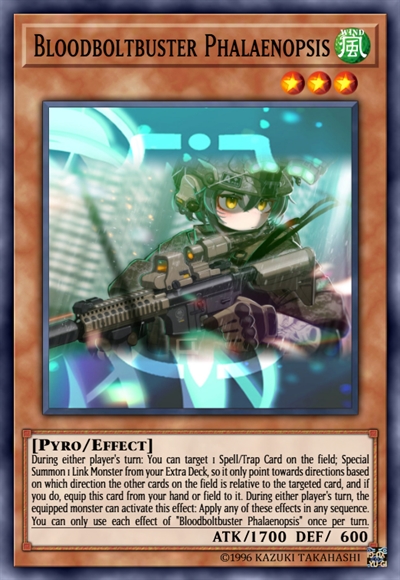 BLOODBOLTBUSTER PHALAENOPSIS
WIND
風
[PYRO/EFFECT]
During either player's turn: You can target 1 Spell/Trap Card on the field; Special
Summon 1 Link Monster from your Extra Deck, so it only point towards directions based
on which direction the other cards on the field is relative to the targeted card, and if
you do, equip this card from your hand or field to it. During either player's turn, the
equipped monster can activate this effect: Apply any of these effects in any sequence.
You can only use each effect of "Bloodboltbuster Phalaenopsis" once per turn.
ATK/1700 DEF/ 600
©1996 KAZUKI TAKAHASHI